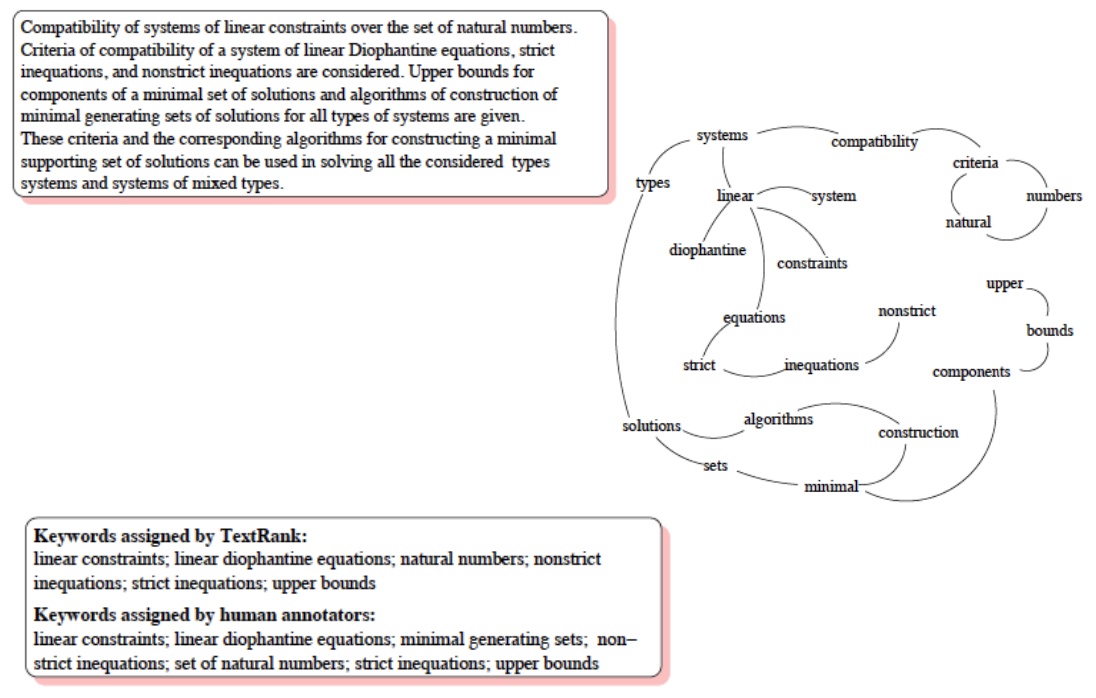 Compatibility of systems of linear constraints over the set of natural numbers.
Criteria of compatibility of a system of linear Diophantine equations, strict
inequations, and nonstrict inequations are considered. Upper bounds for
components of a minimal set of solutions and algorithms of construction of
minimal generating sets of solutions for all types of systems are given.
These criteria and the corresponding algorithms for constructing a minimal
supporting set of solutions can be used in solving all the considered types
systems and systems of mixed types.
systems
compatibility
criteria
types
linear
system
numbers
natural
diophantine
constraints
upper
equations
nonstrict
bounds
strict
inequations
components
solutions
algorithms
construction
sets
minimal
Keywords assigned by TextRank:
linear constraints; linear diophantine equations; natural numbers; nonstrict
inequations; strict inequations; upper bounds
Keywords assigned by human annotators:
linear constraints; linear diophantine equations; minimal generating sets; non−
strict inequations; set of natural numbers; strict inequations; upper bounds